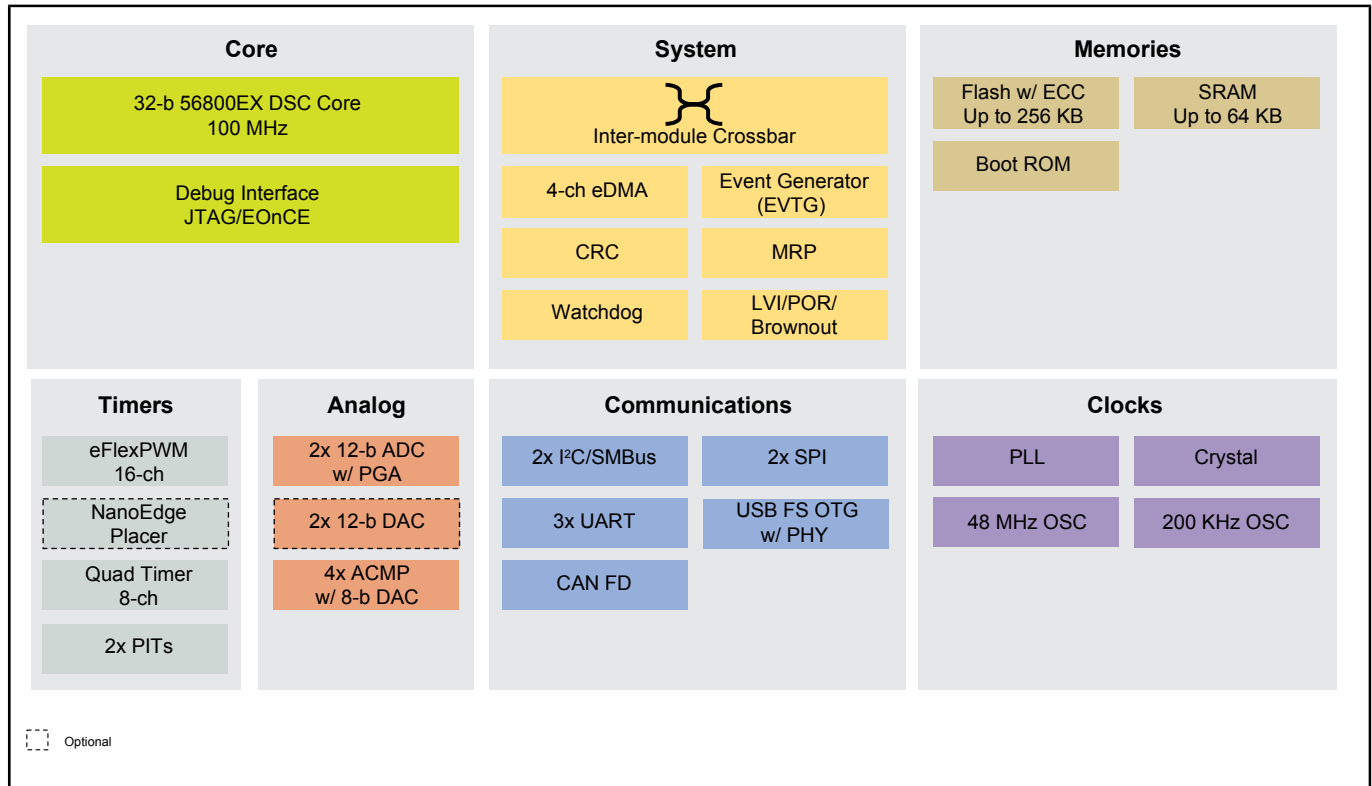 Core
32-b 56800EX DSC Core
100 MHz
Debug Interface
JTAG/EOnCE
System
Inter-module Crossbar
4-ch eDMA
Event Generator
(EVTG)
CRC
MRP
Watchdog
LVI/POR/
Brownout
Memories
Flash w/ ECC
Up to 256 KB
SRAM
Up to 64 KB
Boot ROM
Timers
eFlexPWM
16-ch
NanoEdge
Placer
Quad Timer
8-ch
2x PITs
Analog
2x 12-b ADC
w/ PGA
2x 12-b DAC
4x ACMP
w/ 8-b DAC
Communications
2x I²C/SMBus
2x SPI
3x UART
USB FS OTG
w/ PHY
CAN FD
Clocks
PLL
Crystal
48 MHz OSC
200 KHz OSC
Optional